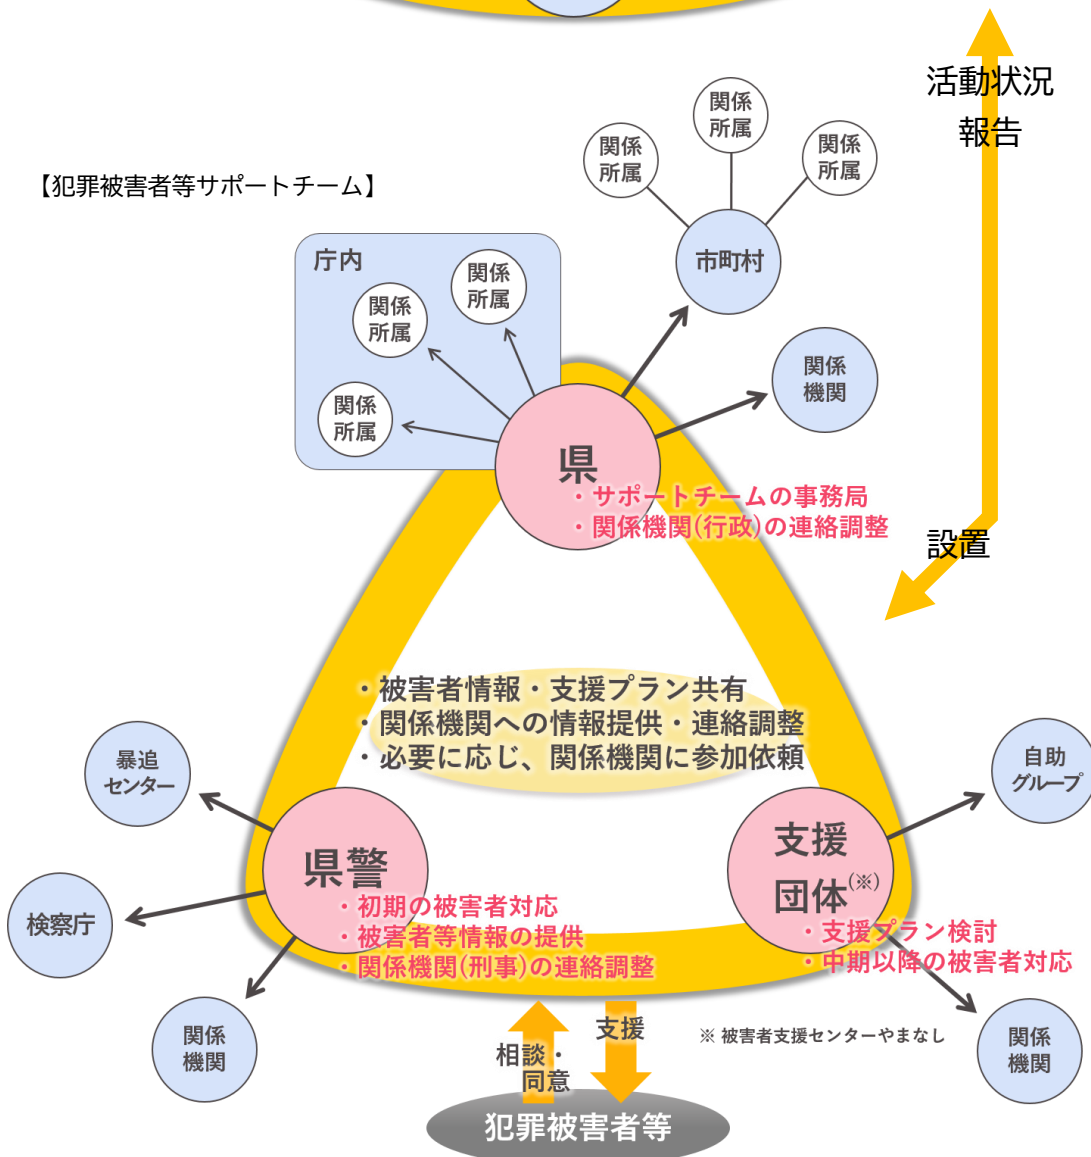 活動状況
報告
【犯罪被害者等サポートチーム】
関係
所属
関係
所属
関係
所属
市町村
庁内
関係
所属
関係
所属
関係
所属
関係
機関
県
・サポートチームの事務局
・関係機関(行政)の連絡調整
設置
・被害者情報・支援プラン共有
・関係機関への情報提供・連絡調整
・必要に応じ、関係機関に参加依頼
暴追
センター
検察庁
関係
機関
県警
・初期の被害者対応
・被害者等情報の提供
・関係機関(刑事)の連絡調整
支援
団体(※)
・支援プラン検討
・中期以降の被害者対応
自助
グループ
関係
機関
相談・
同意
支援
※ 被害者支援センターやまなし
犯罪被害者等